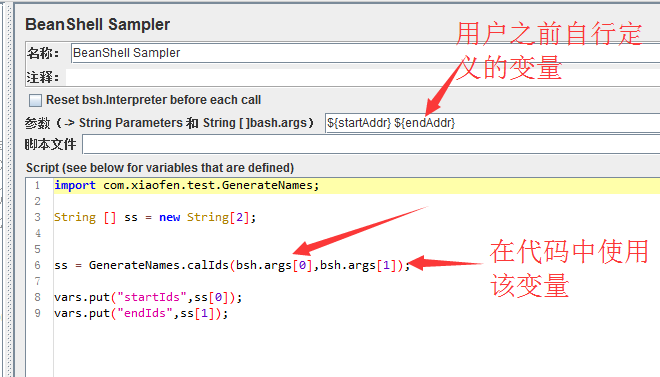 BeanShell Sampler
用户之前自行定
义的变量
名称： BeanShell Sampler
注释：
Reset bsh.Interpreter before each call
参数（-> String Parameters 和 String [ ]bash.args） ${startAddr} ${endAddr}
脚本文件
Script (see below for variables that are defined)
1 import com.xiaofen.test.GenerateNames;
2
3 String [] ss = new String[2];
4
5
6 ss = GenerateNames.calIds(bsh.args[0],bsh.args[1]);
在代码中使用
该变量
7
8 vars.put("startIds",ss[0]);
9 vars.put("endIds",ss[1]);